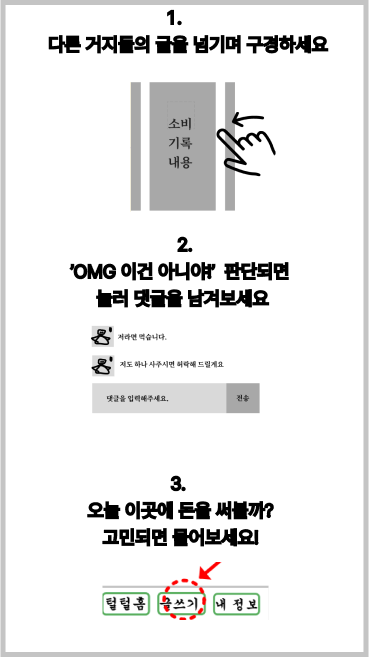 1.
다른 거지들의 글을 넘기며 구경하세요
소비
기록
내용
2.
'OMG 이건 아니야!' 판단되면
눌러 댓글을 남겨보세요
저라면 먹습니다.
저도 하나 사주시면 허락해 드릴게요
댓글을 입력해주세요. 전송
3.
오늘 이곳에 돈을 써볼까?
고민되면 물어보세요!
털털홈 글쓰기 내 정보